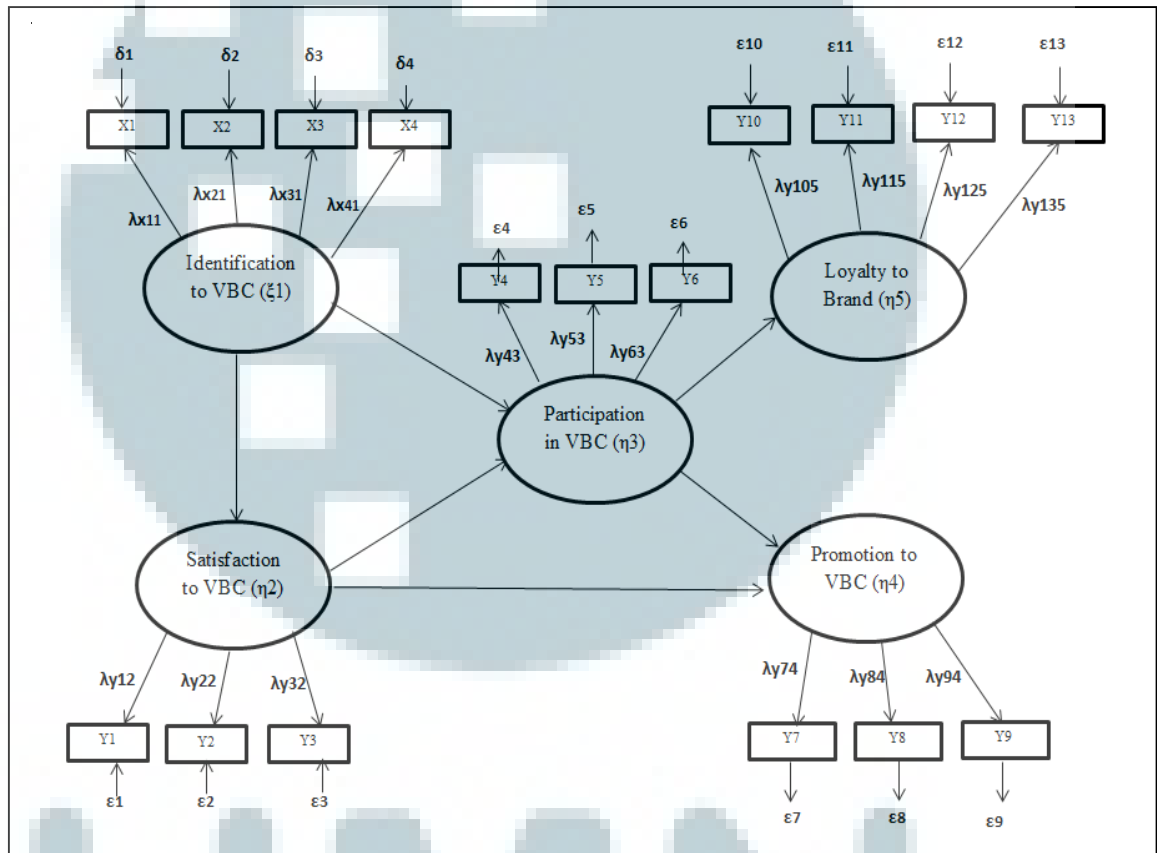 δ1 δ2 δ3 δ4
ε10 ε11 ε12 ε13
X1 X2 X3 X4
Y10 Y11 Y12 Y13
λx11 λx21 λx31 λx41
λy105 λy115 λy125 λy135
ε4 ε5 ε6
Y4 Y5 Y6
Identification
to VBC (ξ1)
Loyalty to
Brand (η5)
λy43 λy53 λy63
Participation
in VBC (η3)
Satisfaction
to VBC (η2)
Promotion to
VBC (η4)
λy12 λy22 λy32
λy74 λy84 λy94
Y1 Y2 Y3
Y7 Y8 Y9
ε1 ε2 ε3
ε7 ε8 ε9